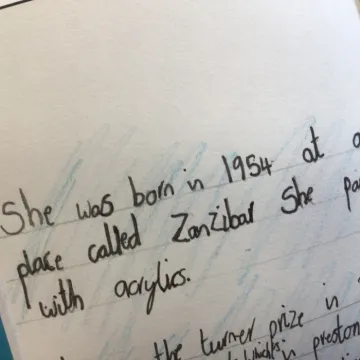 She was born in 1954 at a
place called Zanzibar She
with acrylics.
the turner prize in
in preston